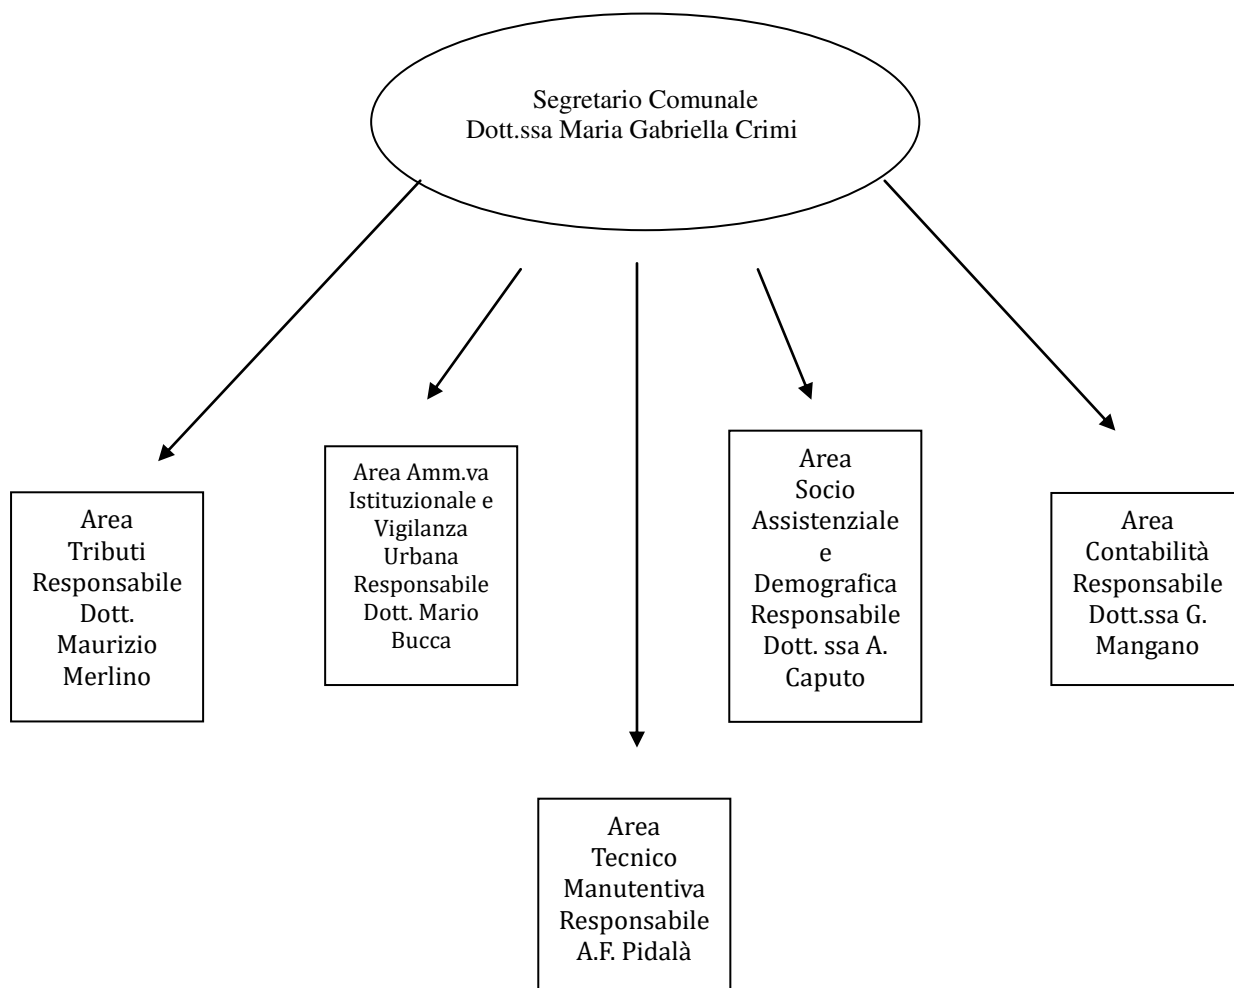 Segretario Comunale
Dott.ssa Maria Gabriella Crimi
Area
Tributi
Responsabile
Dott.
Maurizio
Merlino
Area Amm.va
Istituzionale e
Vigilanza
Urbana
Responsabile
Dott. Mario
Bucca
Area
Socio
Assistenziale
e
Demografica
Responsabile
Dott. ssa A.
Caputo
Area
Contabilità
Responsabile
Dott.ssa G.
Mangano
Area
Tecnico
Manutentiva
Responsabile
A.F. Pidalà